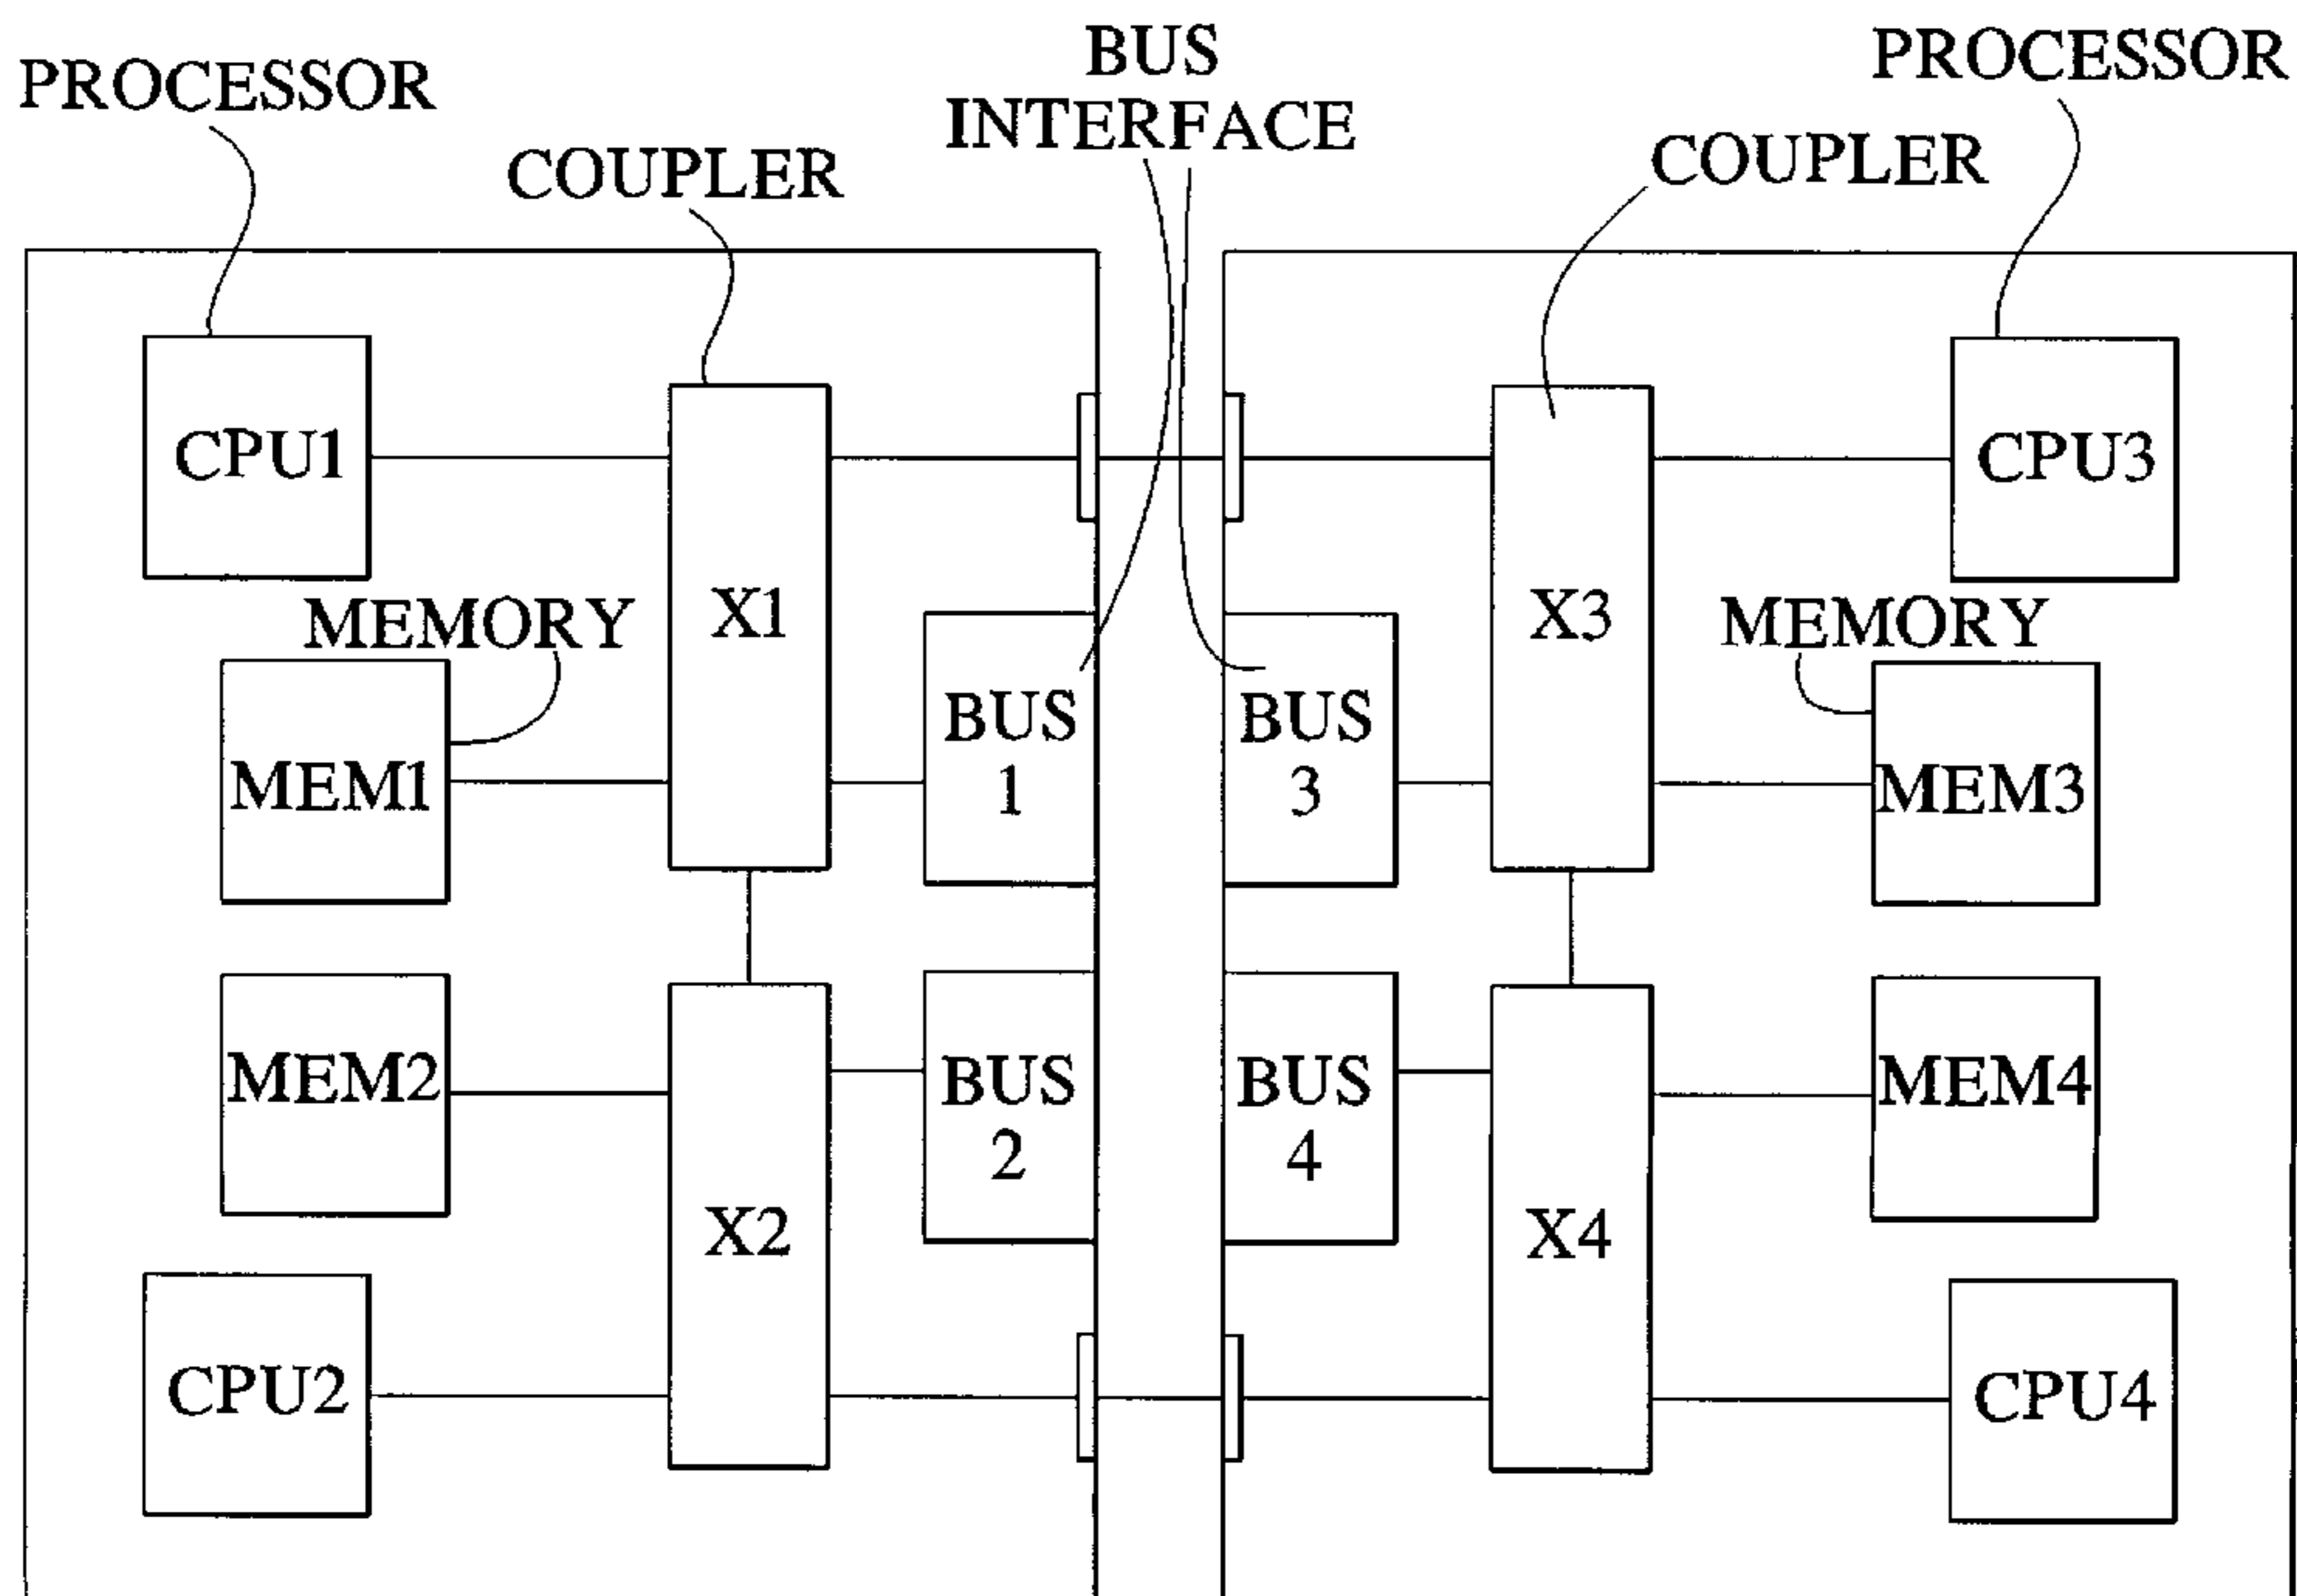 PROCESSOR
COUPLER
BUS
INTERFACE
COUPLER
PROCESSOR
CPU1
X1
MEMORY
MEM1
BUS
1
MEM2
X2
BUS
2
CPU2
BUS
3
X3
CPU3
MEMORY
MEM3
BUS
4
X4
MEM4
CPU4